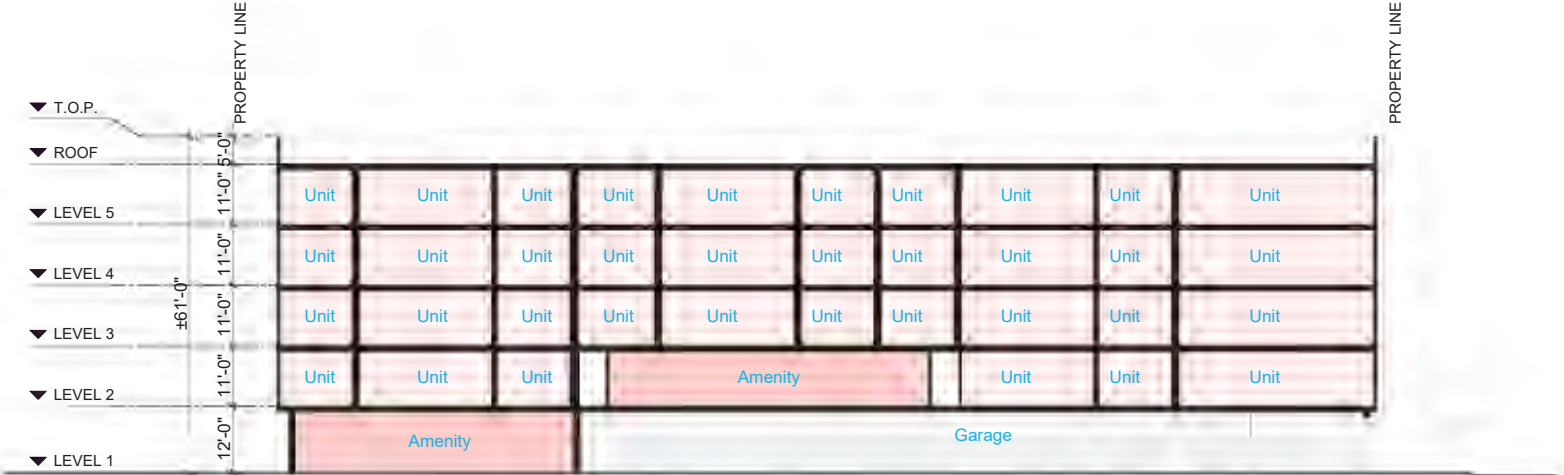 PROPERTY LINE
PROPERTY LINE
T.O.P.
5'-0"
ROOF
11'-0"
Unit Unit Unit Unit Unit Unit Unit Unit Unit Unit
LEVEL 5
11'-0"
Unit Unit Unit Unit Unit Unit Unit Unit Unit Unit
LEVEL 4
±61'-0"
11'-0"
Unit Unit Unit Unit Unit Unit Unit Unit Unit Unit
LEVEL 3
11'-0"
Unit Unit Unit Amenity Unit Unit Unit
LEVEL 2
12'-0"
Amenity Garage
LEVEL 1